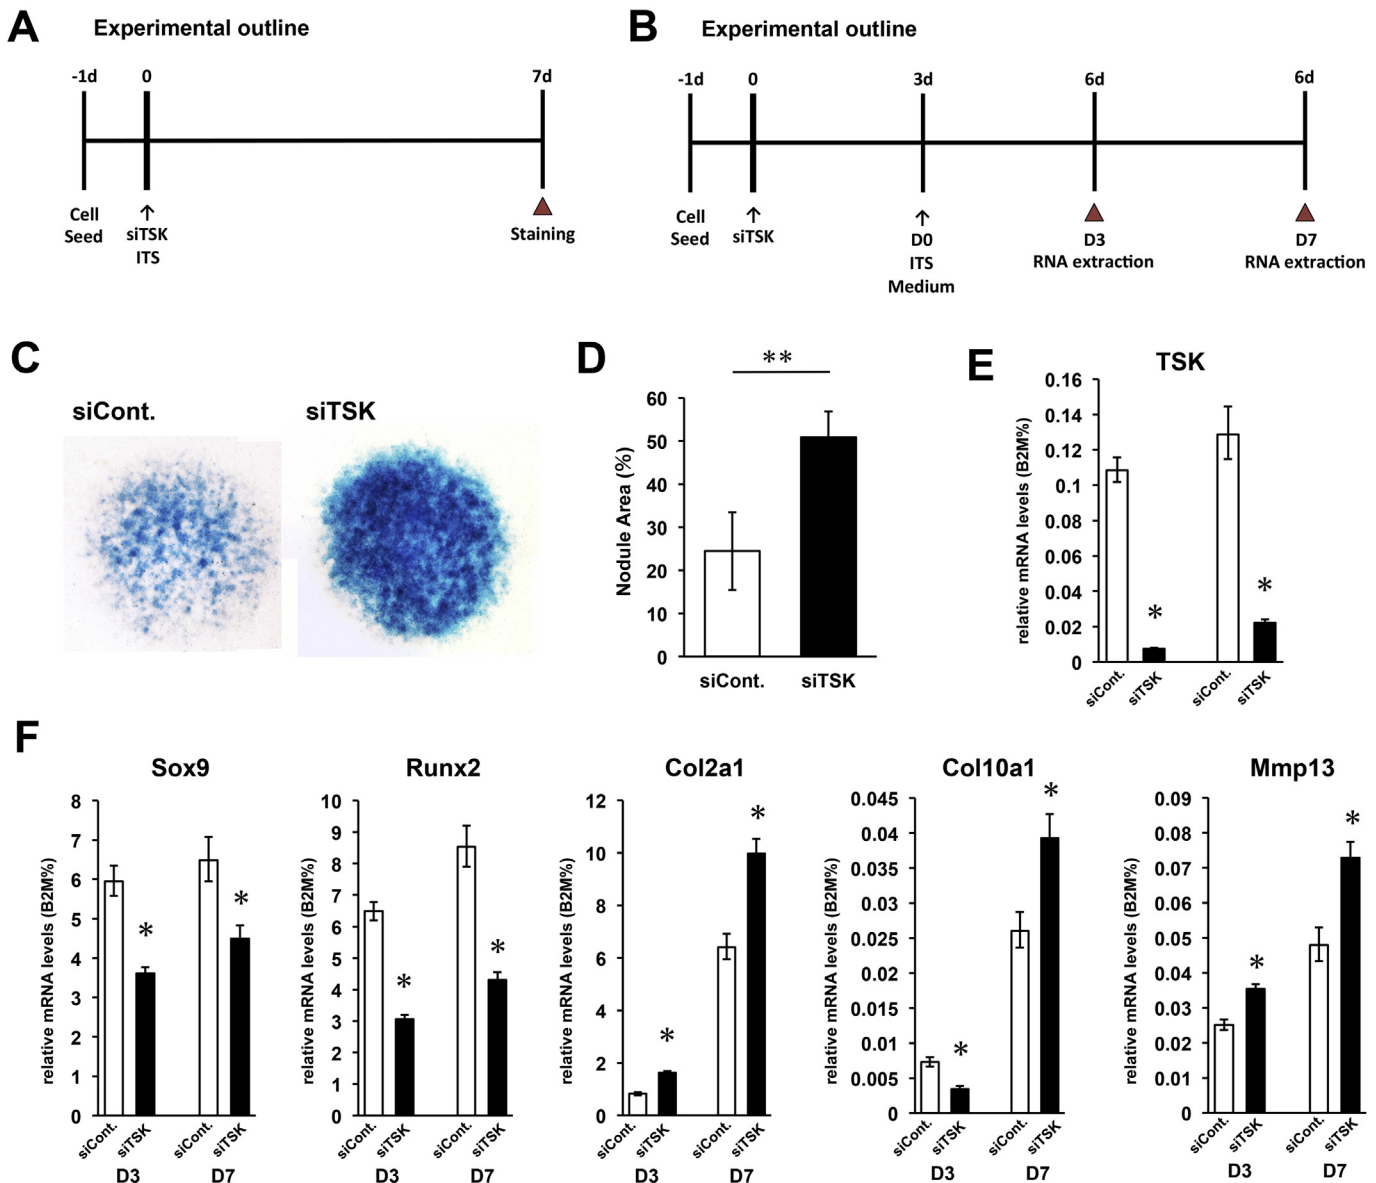 A
Experimental outline
-1d 0 7d
Cell
Seed
↑
siTSK
ITS
Staining
B
Experimental outline
-1d 0 3d 6d 6d
Cell
Seed
↑
siTSK
↑
D0
ITS
Medium
D3
RNA extraction
D7
RNA extraction
C
siCont. siTSK
D
**
Nodule Area (%)
60
50
40
30
20
10
0
siCont. siTSK
E
TSK
relative mRNA levels (B2M%)
0.16
0.14
0.12
0.1
0.08
0.06
0.04
0.02
0
* *
siCont. siTSK siCont. siTSK
F
Sox9
relative mRNA levels (B2M%)
8
7
6
5
4
3
2
1
0
* *
siCont. siTSK siCont. siTSK
D3 D7
Runx2
relative mRNA levels (B2M%)
10
9
8
7
6
5
4
3
2
1
0
* *
siCont. siTSK siCont. siTSK
D3 D7
Col2a1
relative mRNA levels (B2M%)
12
10
8
6
4
2
0
* *
siCont. siTSK siCont. siTSK
D3 D7
Col10a1
relative mRNA levels (B2M%)
0.045
0.04
0.035
0.03
0.025
0.02
0.015
0.01
0.005
0
* *
siCont. siTSK siCont. siTSK
D3 D7
Mmp13
relative mRNA levels (B2M%)
0.09
0.08
0.07
0.06
0.05
0.04
0.03
0.02
0.01
0
* *
siCont. siTSK siCont. siTSK
D3 D7